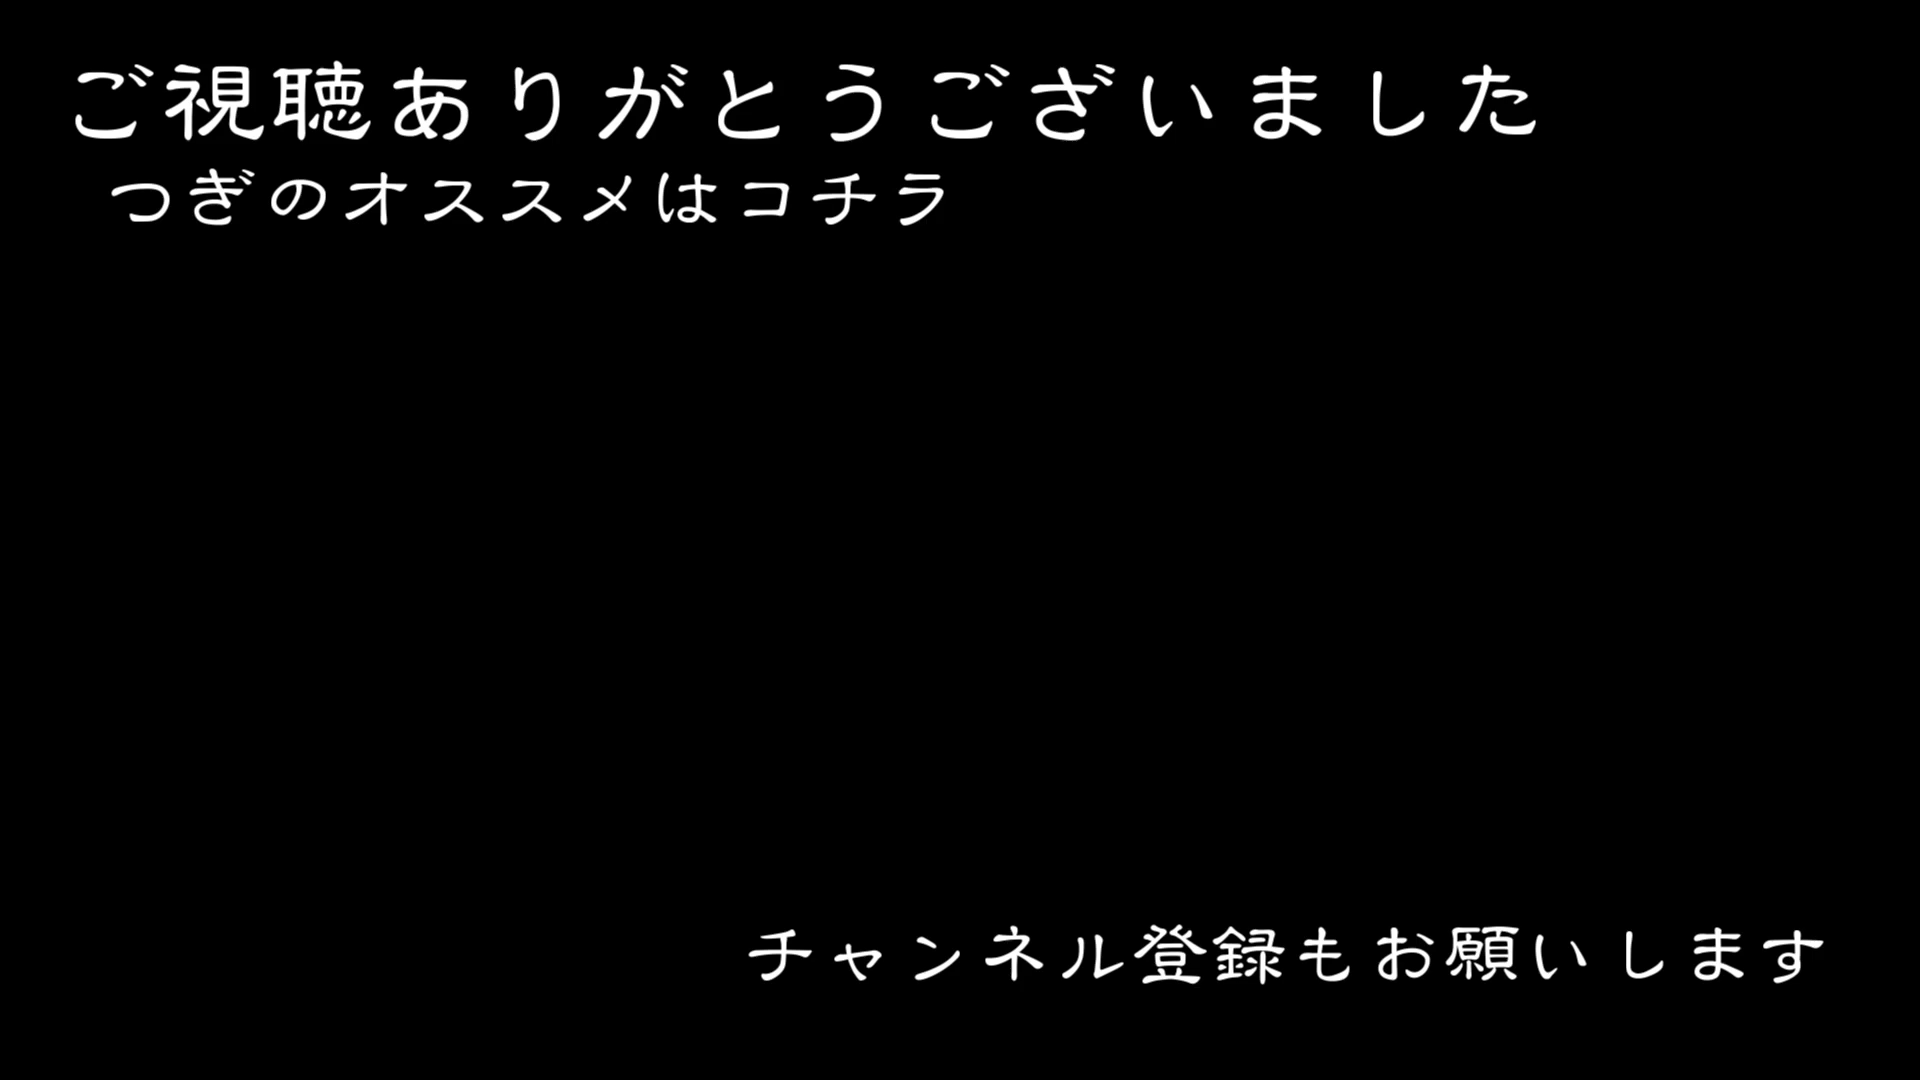 ご視聴ありがとうございました
つぎのオススメはコチラ
チャンネル登録もお願いします